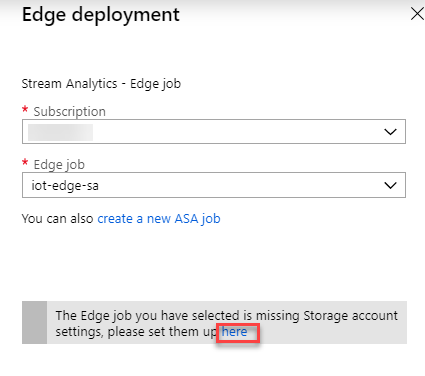 Edge deployment
Stream Analytics - Edge job
* Subscription
* Edge job
iot-edge-sa
You can also create a new ASA job
The Edge job you have selected is missing Storage account
settings, please set them up here